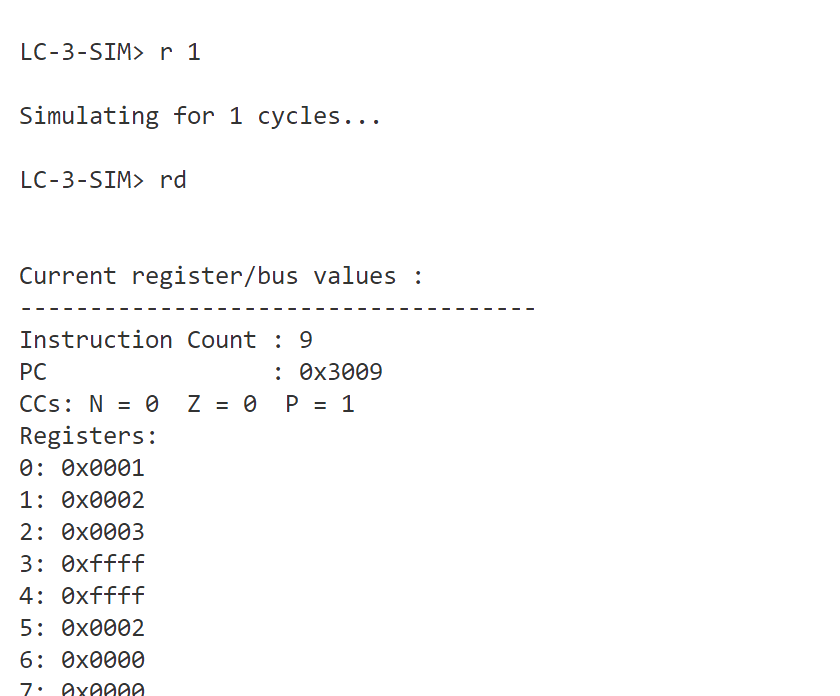 LC-3-SIM> r 1
Simulating for 1 cycles...
LC-3-SIM> rd
Current register/bus values :
-------------------------------------
Instruction Count : 9
PC                : 0x3009
CCs: N = 0  Z = 0  P = 1
Registers:
0: 0x0001
1: 0x0002
2: 0x0003
3: 0xffff
4: 0xffff
5: 0x0002
6: 0x0000
7: 0x0000